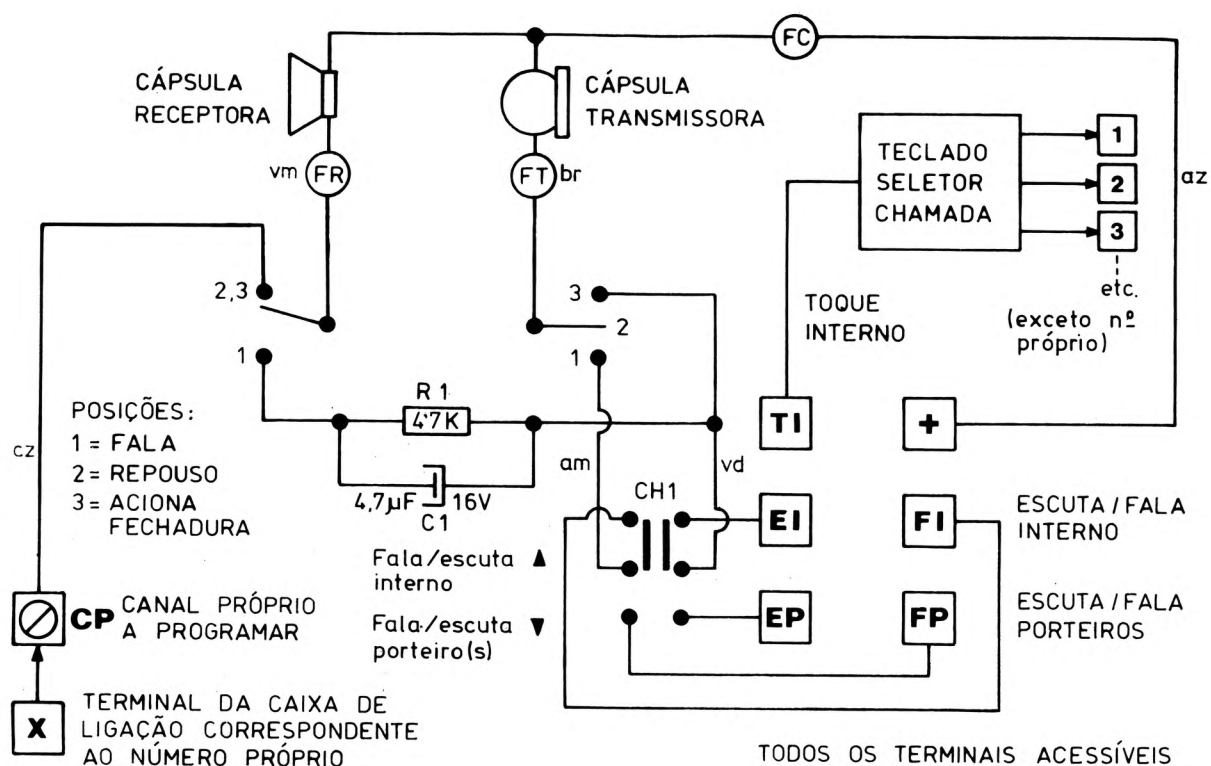 FC
CÁPSULA
RECEPTORA
CÁPSULA
TRANSMISSORA
vm
FR
FT
br
TECLADO
SELETOR
CHAMADA
1
2
3
az
etc.
(exceto nº
próprio)
TOQUE
INTERNO
2,3
1
3
2
1
POSIÇÕES:
1 = FALA
2 = REPOUSO
3 = ACIONA
FECHADURA
cz
R 1
47K
4,7µF
16V
C1
am
vd
CH1
TI
+
EI
FI
ESCUTA / FALA
INTERNO
Fala/escuta
interno
EP
FP
ESCUTA / FALA
PORTEIROS
Fala/escuta
porteiro(s)
CP
CANAL PRÓPRIO
A PROGRAMAR
X
TERMINAL DA CAIXA DE
LIGAÇÃO CORRESPONDENTE
AO NÚMERO PRÓPRIO
TODOS OS TERMINAIS ACESSÍVEIS